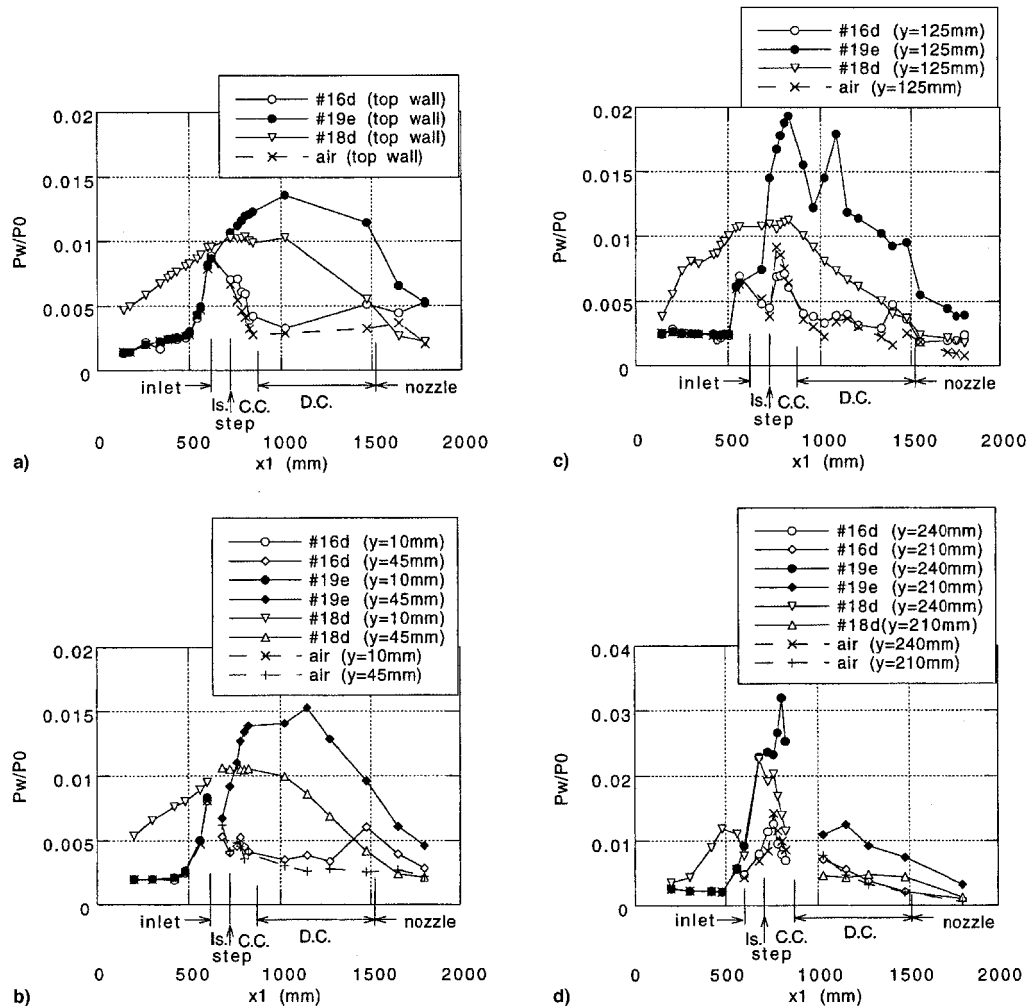 #16d (top wall)
#19e (top wall)
#18d (top wall)
air (top wall)
0.02
0.015
0.01
0.005
0
Pw/P0
inlet
Is.
step
C.C.
D.C.
nozzle
0
500
1000
1500
2000
x1 (mm)
a)
#16d (y=10mm)
#16d (y=45mm)
#19e (y=10mm)
#19e (y=45mm)
#18d (y=10mm)
#18d (y=45mm)
air (y=10mm)
air (y=45mm)
0.02
0.015
0.01
0.005
0
Pw/P0
inlet
Is.
step
C.C.
D.C.
nozzle
0
500
1000
1500
2000
x1 (mm)
b)
#16d (y=125mm)
#19e (y=125mm)
#18d (y=125mm)
air (y=125mm)
0.02
0.015
0.01
0.005
0
Pw/P0
inlet
Is.
step
C.C.
D.C.
nozzle
0
500
1000
1500
2000
x1 (mm)
c)
#16d (y=240mm)
#16d (y=210mm)
#19e (y=240mm)
#19e (y=210mm)
#18d (y=240mm)
#18d(y=210mm)
air (y=240mm)
air (y=210mm)
0.04
0.03
0.02
0.01
0
Pw/P0
inlet
Is.
step
C.C.
D.C.
nozzle
0
500
1000
1500
2000
x1 (mm)
d)